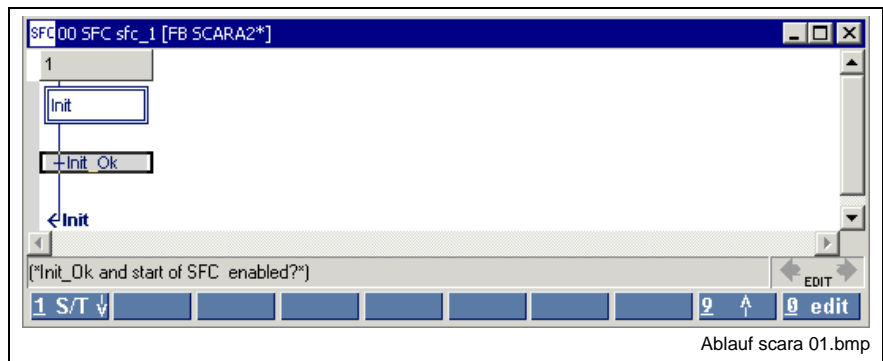 SFC 00 SFC sfc_1 [FB SCARA2*]
1
Init
Init_Ok
Init
(*Init_Ok and start of SFC enabled?*)
EDIT
1 S/T 9 0 edit
Ablauf scara 01.bmp